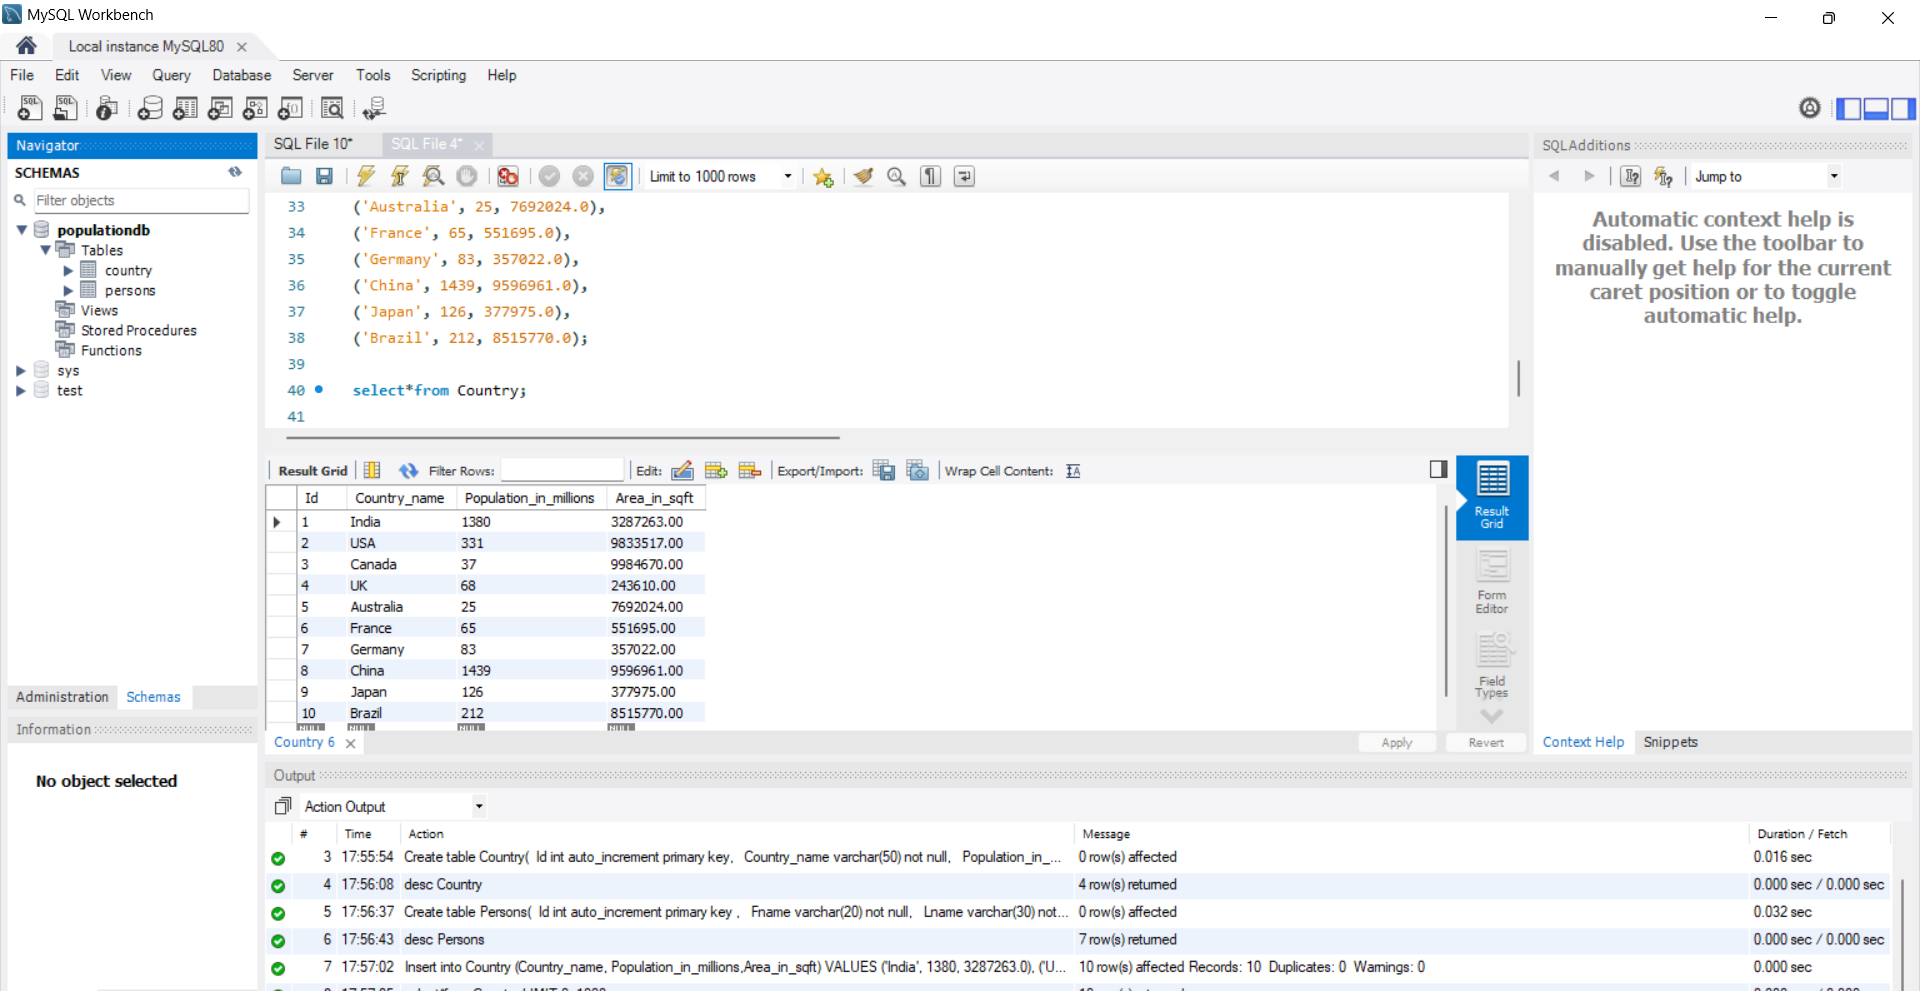 MySQL Workbench
Local instance MySQL80
File Edit View Query Database Server Tools Scripting Help
Navigator
SCHEMAS
Filter objects
populationdb
Tables
country
persons
Views
Stored Procedures
Functions
sys
test
Administration Schemas
Information
No object selected
SQL File 10* SQL File 4*
Limit to 1000 rows
33 ('Australia', 25, 7692024.0),
34 ('France', 65, 551695.0),
35 ('Germany', 83, 357022.0),
36 ('China', 1439, 9596961.0),
37 ('Japan', 126, 377975.0),
38 ('Brazil', 212, 8515770.0);
39
40 select*from Country;
41
Result Grid Filter Rows: Edit: Export/Import: Wrap Cell Content:
Id Country_name Population_in_millions Area_in_sqft
1 India 1380 3287263.00
2 USA 331 9833517.00
3 Canada 37 9984670.00
4 UK 68 243610.00
5 Australia 25 7692024.00
6 France 65 551695.00
7 Germany 83 357022.00
8 China 1439 9596961.00
9 Japan 126 377975.00
10 Brazil 212 8515770.00
NULL NULL NULL NULL
Result
Grid
Form
Editor
Field
Types
Country 6 Apply Revert
SQLAdditions
Jump to
Automatic context help is
disabled. Use the toolbar to
manually get help for the current
caret position or to toggle
automatic help.
Context Help Snippets
Output
Action Output
# Time Action Message Duration / Fetch
3 17:55:54 Create table Country( Id int auto_increment primary key, Country_name varchar(50) not null, Population_in_... 0 row(s) affected 0.016 sec
4 17:56:08 desc Country 4 row(s) returned 0.000 sec / 0.000 sec
5 17:56:37 Create table Persons( Id int auto_increment primary key , Fname varchar(20) not null, Lname varchar(30) not... 0 row(s) affected 0.032 sec
6 17:56:43 desc Persons 7 row(s) returned 0.000 sec / 0.000 sec
7 17:57:02 Insert into Country (Country_name, Population_in_millions,Area_in_sqft) VALUES ('India', 1380, 3287263.0), ('U... 10 row(s) affected Records: 10 Duplicates: 0 Warnings: 0 0.000 sec